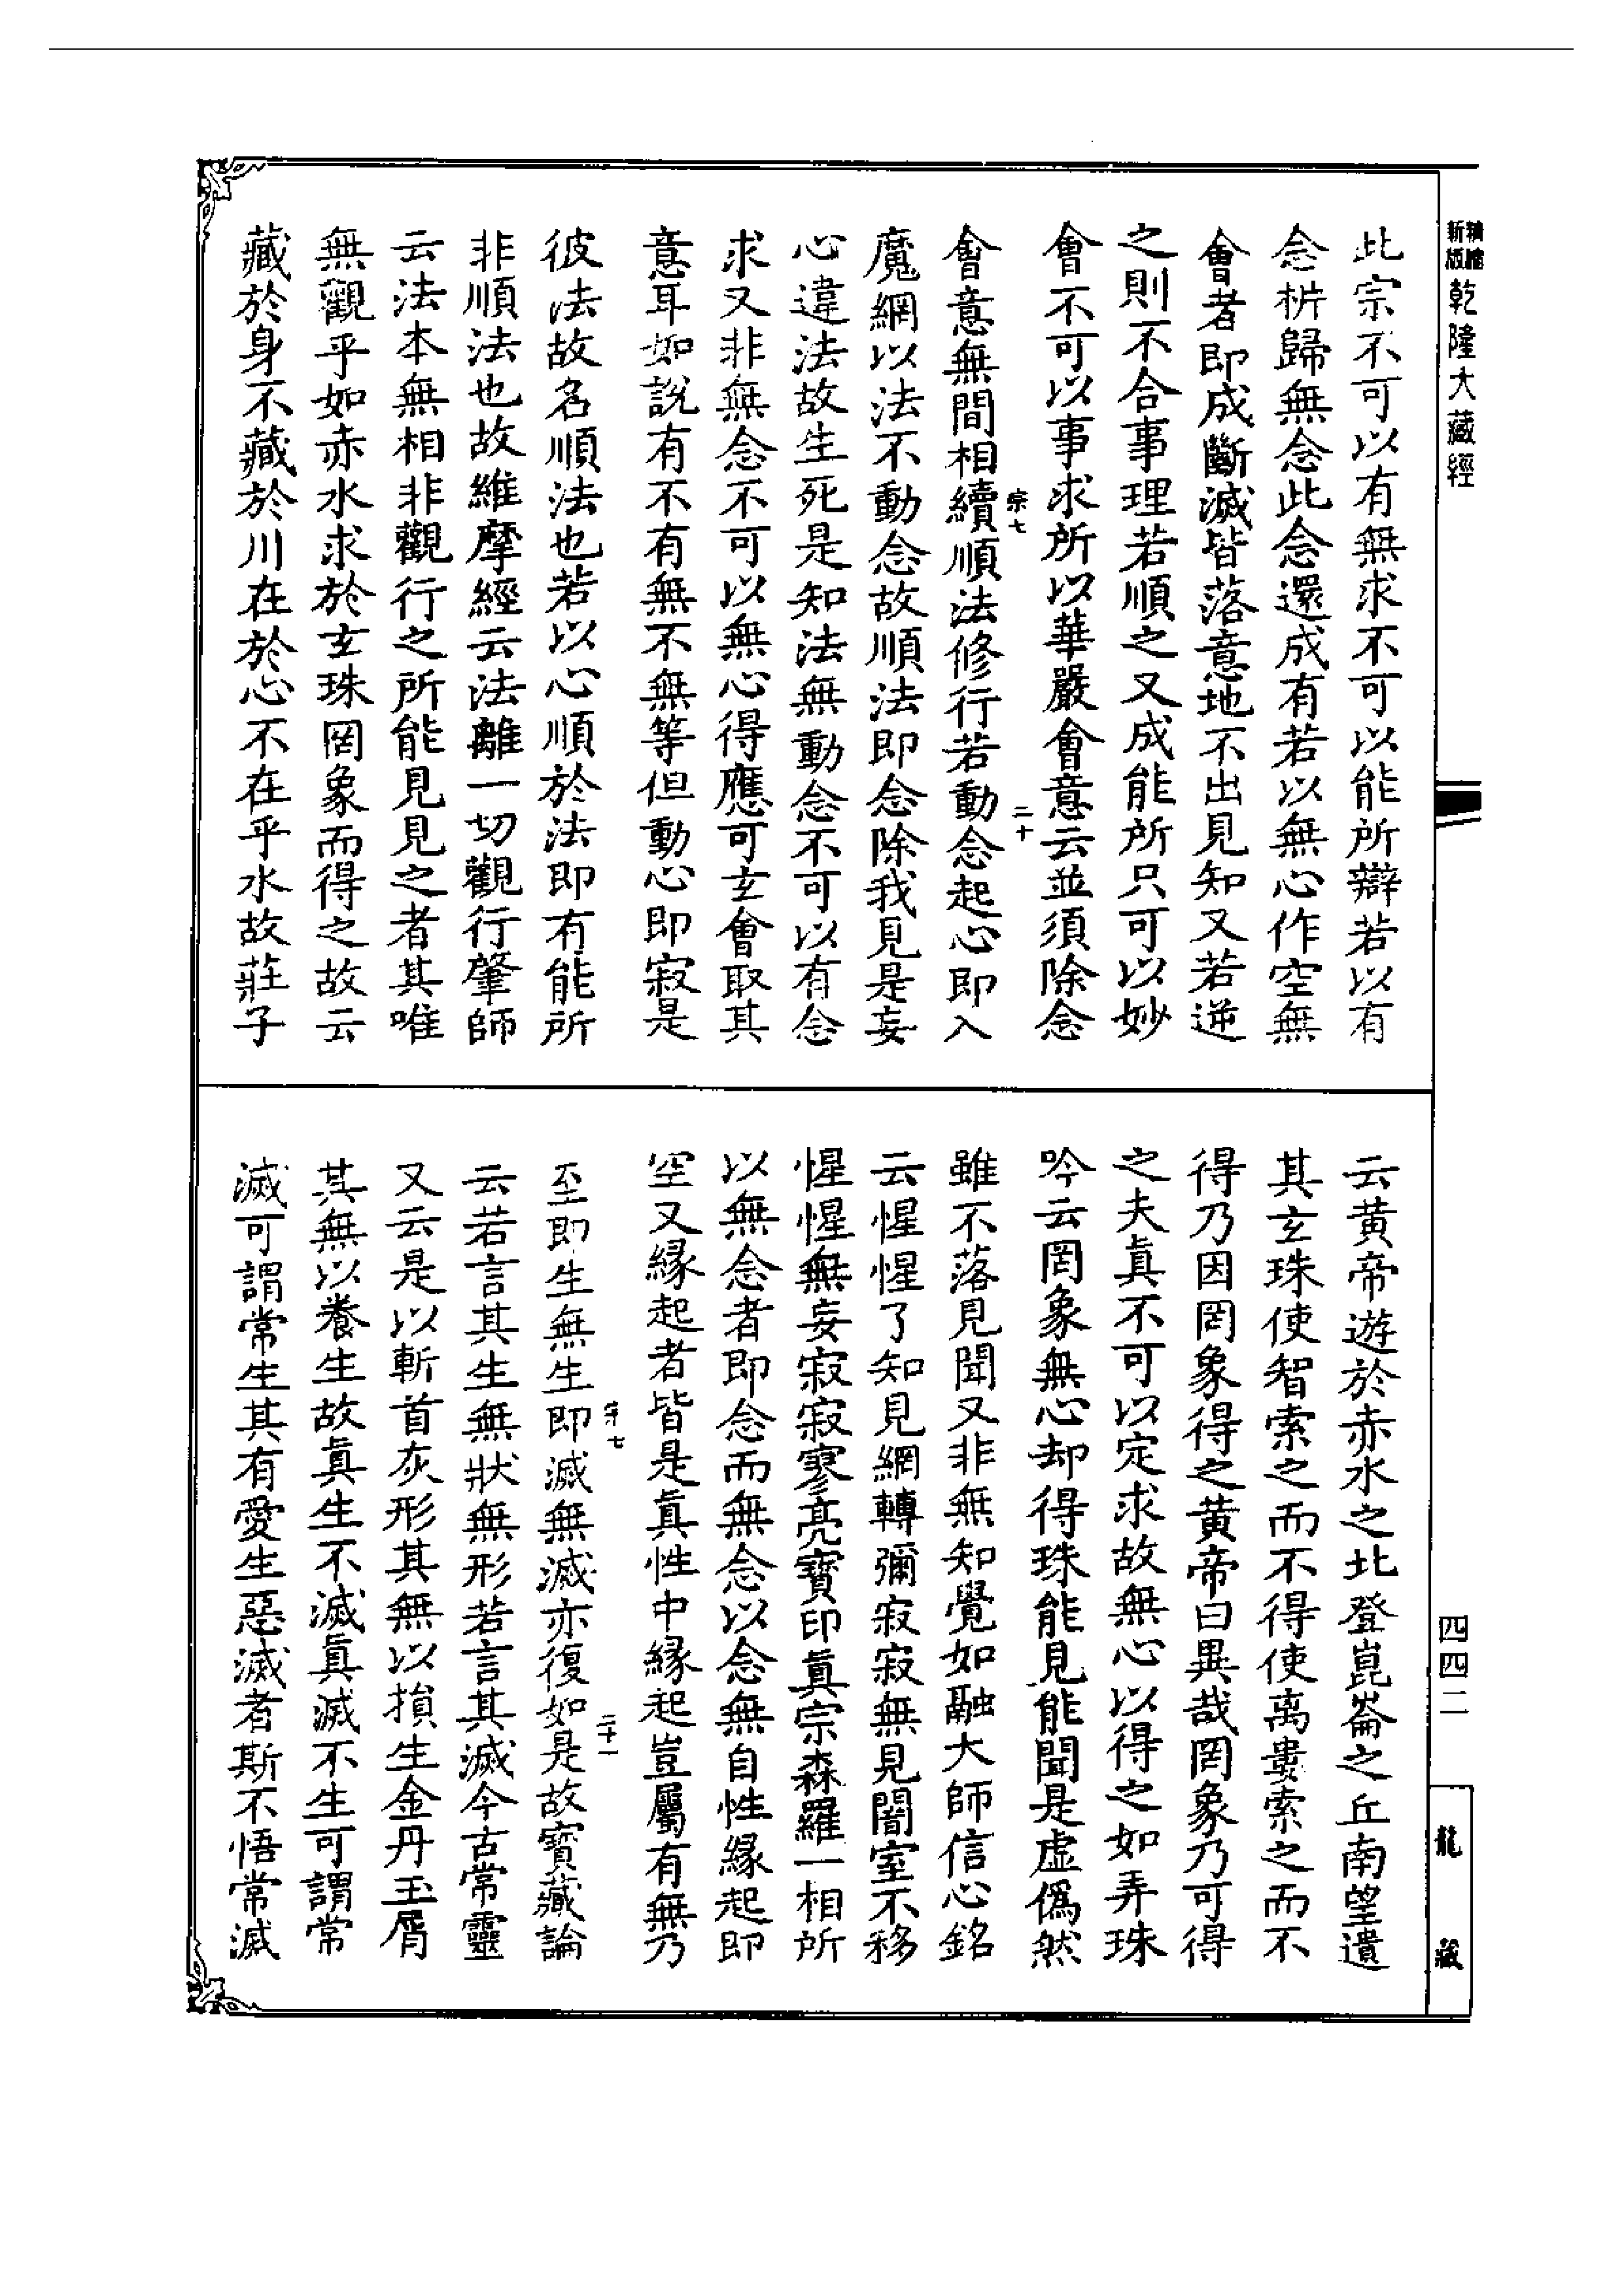 新版精縮乾隆大藏經
此宗不可以有無求不可以能所辯若以有
念析歸無念此念還成有若以無心作空無
會者即成斷滅皆落意地不出見知又若逆
之則不合事理若順之又成能所只可以妙
會不可以事求所以華嚴會意云並須除念
宗七
二十
會意無間相續順法修行若動念起心即入
魔網以法不動念故順法即念除我見是妄
心違法故生死是知法無動念不可以有念
求又非無念不可以無心得應可玄會取其
意耳如說有不有無不無等但動心即寂是
彼法故名順法也若以心順於法即有能所
非順法也故維摩經云法離一切觀行肇師
云法本無相非觀行之所能見見之者其唯
無觀乎如赤水求於玄珠罔象而得之故云
藏於身不藏於川在於心不在乎水故莊子
四四二
龍藏
云黃帝遊於赤水之北登崑崙之丘南望遺
其玄珠使智索之而不得使离婁索之而不
得乃因罔象得之黃帝曰異哉罔象乃可得
之夫真不可以定求故無心以得之如弄珠
吟云罔象無心却得珠能見能聞是虛偽然
雖不落見聞又非無知覺如融大師信心銘
云惺惺了知見網轉彌寂寂無見闇室不移
惺惺無妄寂寂寥亮寶印真宗森羅一相所
以無念者即念而無念以念無自性緣起即
空又緣起者皆是真性中緣起豈屬有無乃
宗七
二十一
至即生無生即滅無滅亦復如是故寶藏論
云若言其生無狀無形若言其滅今古常靈
又云是以斬首灰形其無以損生金丹玉屑
其無以養生故真生不滅真滅不生可謂常
滅可謂常生其有愛生惡滅者斯不悟常滅